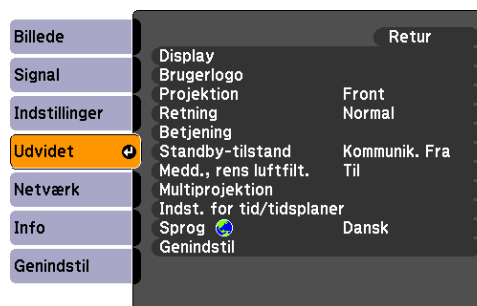 Billede
Signal
Indstillinger
Udvidet
Netværk
Info
Genindstil
Retur
Display
Brugerlogo
Projektion Front
Retning Normal
Betjening
Standby-tilstand Kommunik. Fra
Medd., rens luftfilt. Til
Multiprojektion
Indst. for tid/tidsplaner
Sprog Dansk
Genindstil